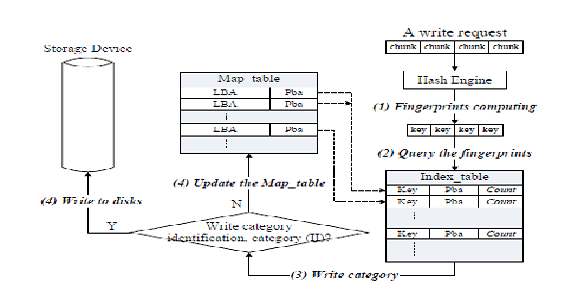 A write request
chunk chunk chunk chunk
Hash Engine
(1) Fingerprints computing
key key key key
(2) Query the fingerprints
Index_table
Key Pba Count
Key Pba Count
⋮
Key Pba Count
⋮
(3) Write category
Write category
identification, category (II)?
Y
N
(4) Write to disks
(4) Update the Map_table
Storage Device
Map_table
LBA Pba
LBA Pba
⋮
LBA Pba
⋮